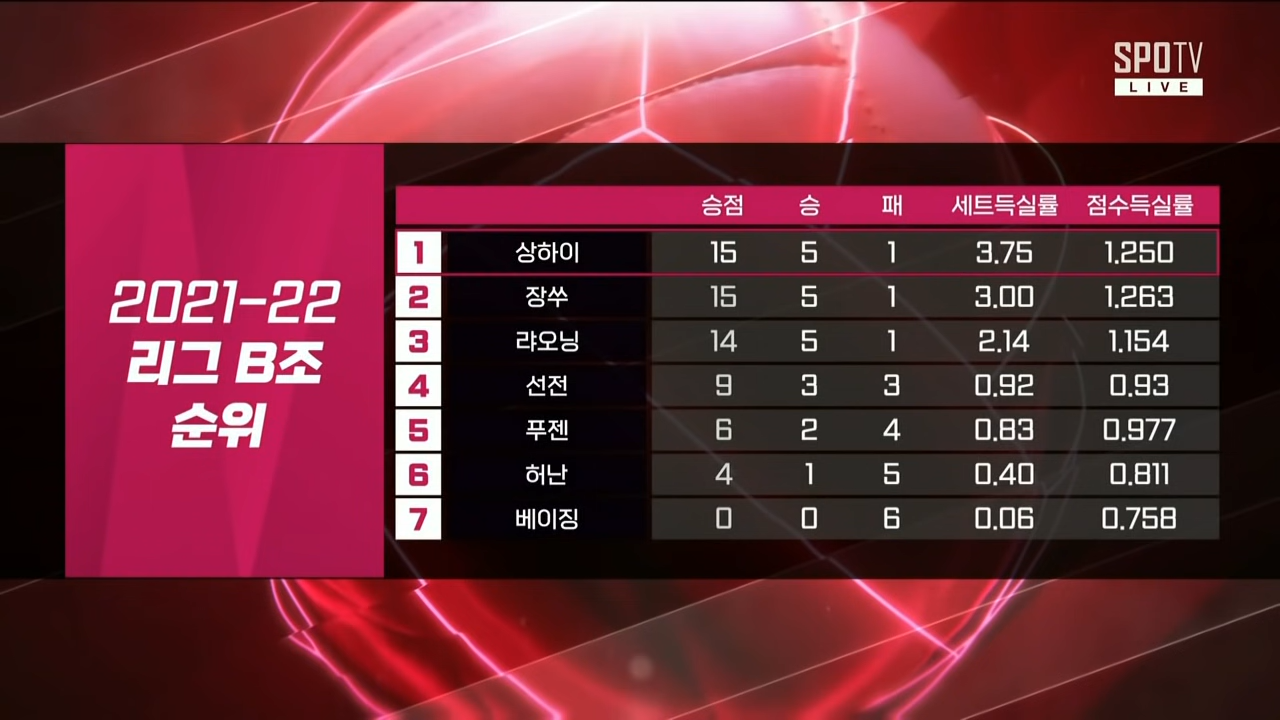 SPOTV
LIVE
2021-22
리그 B조
순위
승점 승 패 세트득실률 점수득실률
1 상하이 15 5 1 3.75 1.250
2 장쑤 15 5 1 3.00 1.263
3 랴오닝 14 5 1 2.14 1.154
4 선전 9 3 3 0.92 0.93
5 푸젠 6 2 4 0.83 0.977
6 허난 4 1 5 0.40 0.811
7 베이징 0 0 6 0.06 0.758